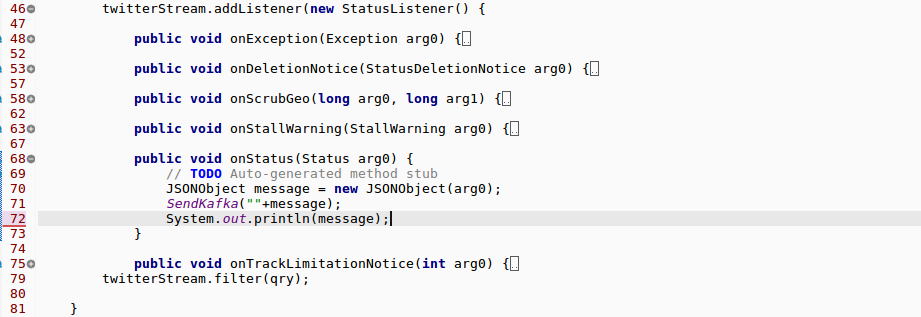 46 twitterStream.addListener(new StatusListener() {
47
48 public void onException(Exception arg0) {..
52
53 public void onDeletionNotice(StatusDeletionNotice arg0) {..
57
58 public void onScrubGeo(long arg0, long arg1) {..
62
63 public void onStallWarning(StallWarning arg0) {..
67
68 public void onStatus(Status arg0) {
69 // TODO Auto-generated method stub
70 JSONObject message = new JSONObject(arg0);
71 SendKafka(""+message);
72 System.out.println(message);
73 }
74
75 public void onTrackLimitationNotice(int arg0) {..
79 twitterStream.filter(qry);
80
81 }